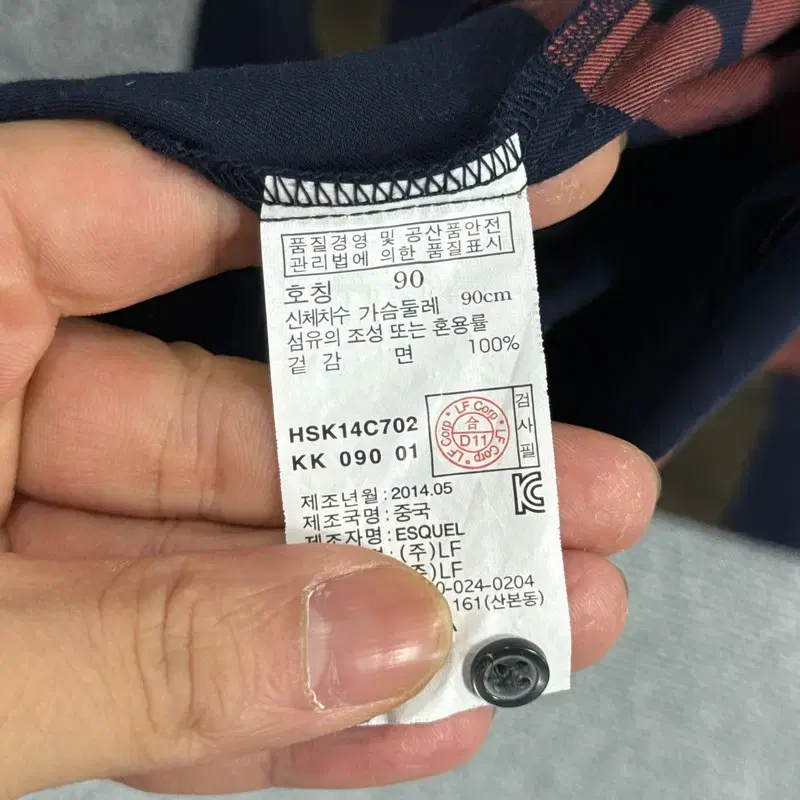 품질경영 및 공산품안전
관리법에 의한 품질표시
호칭 90
신체치수 가슴둘레 90cm
섬유의 조성 또는 혼용률
겉감 면 100%
HSK14C702
KK 090 01
LF Corp LF Corp LF Corp
합
D11
검사필
제조년월 : 2014.05
제조국명 : 중국
제조자명 : ESQUEL
: (주)LF
LF
0-024-0204
161(산본동)